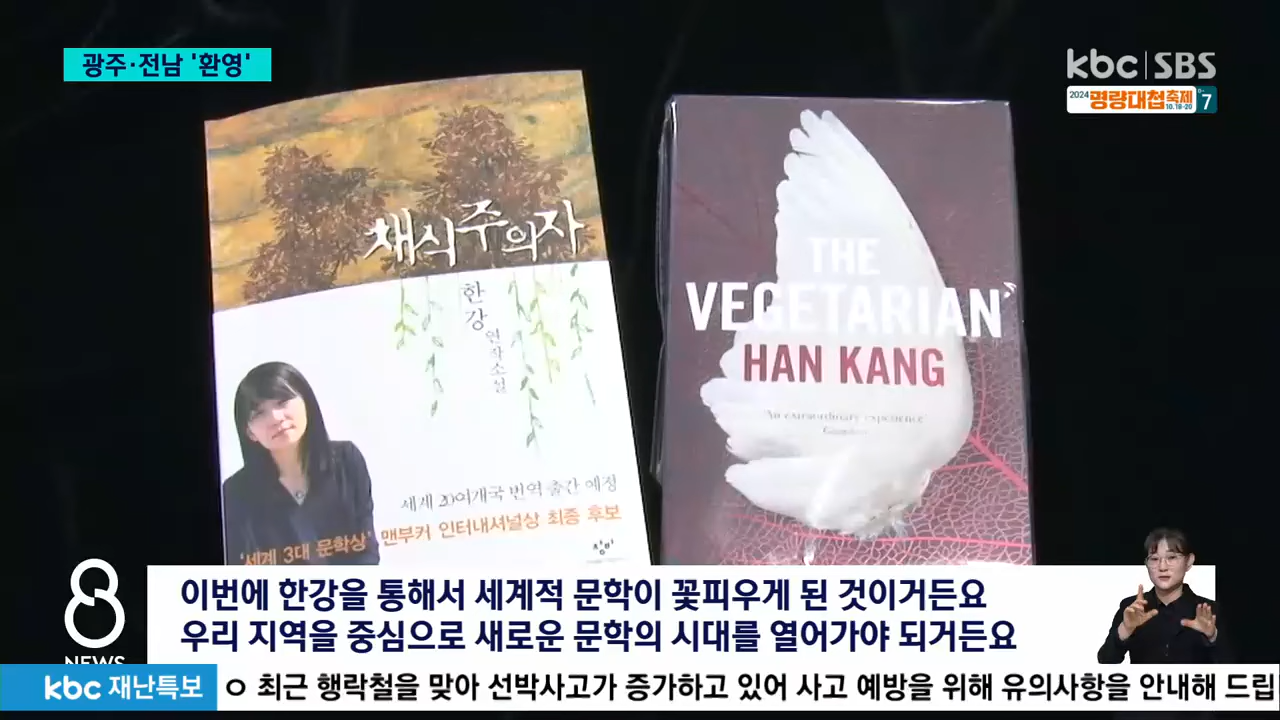 광주·전남 '환영'
kbc SBS
2024 명량대첩축제 10.18-20
D-7
채식주의자
한강
연작소설
세계 20여개국 번역 출간 예정
'세계 3대 문학상' 맨부커 인터내셔널상 최종 후보
창비
THE
VEGETARIAN
HAN KANG
'An extraordinary experience'
Guardian
이번에 한강을 통해서 세계적 문학이 꽃피우게 된 것이거든요
우리 지역을 중심으로 새로운 문학의 시대를 열어가야 되거든요
8
NEWS
kbc 재난특보
ㅇ 최근 행락철을 맞아 선박사고가 증가하고 있어 사고 예방을 위해 유의사항을 안내해 드립